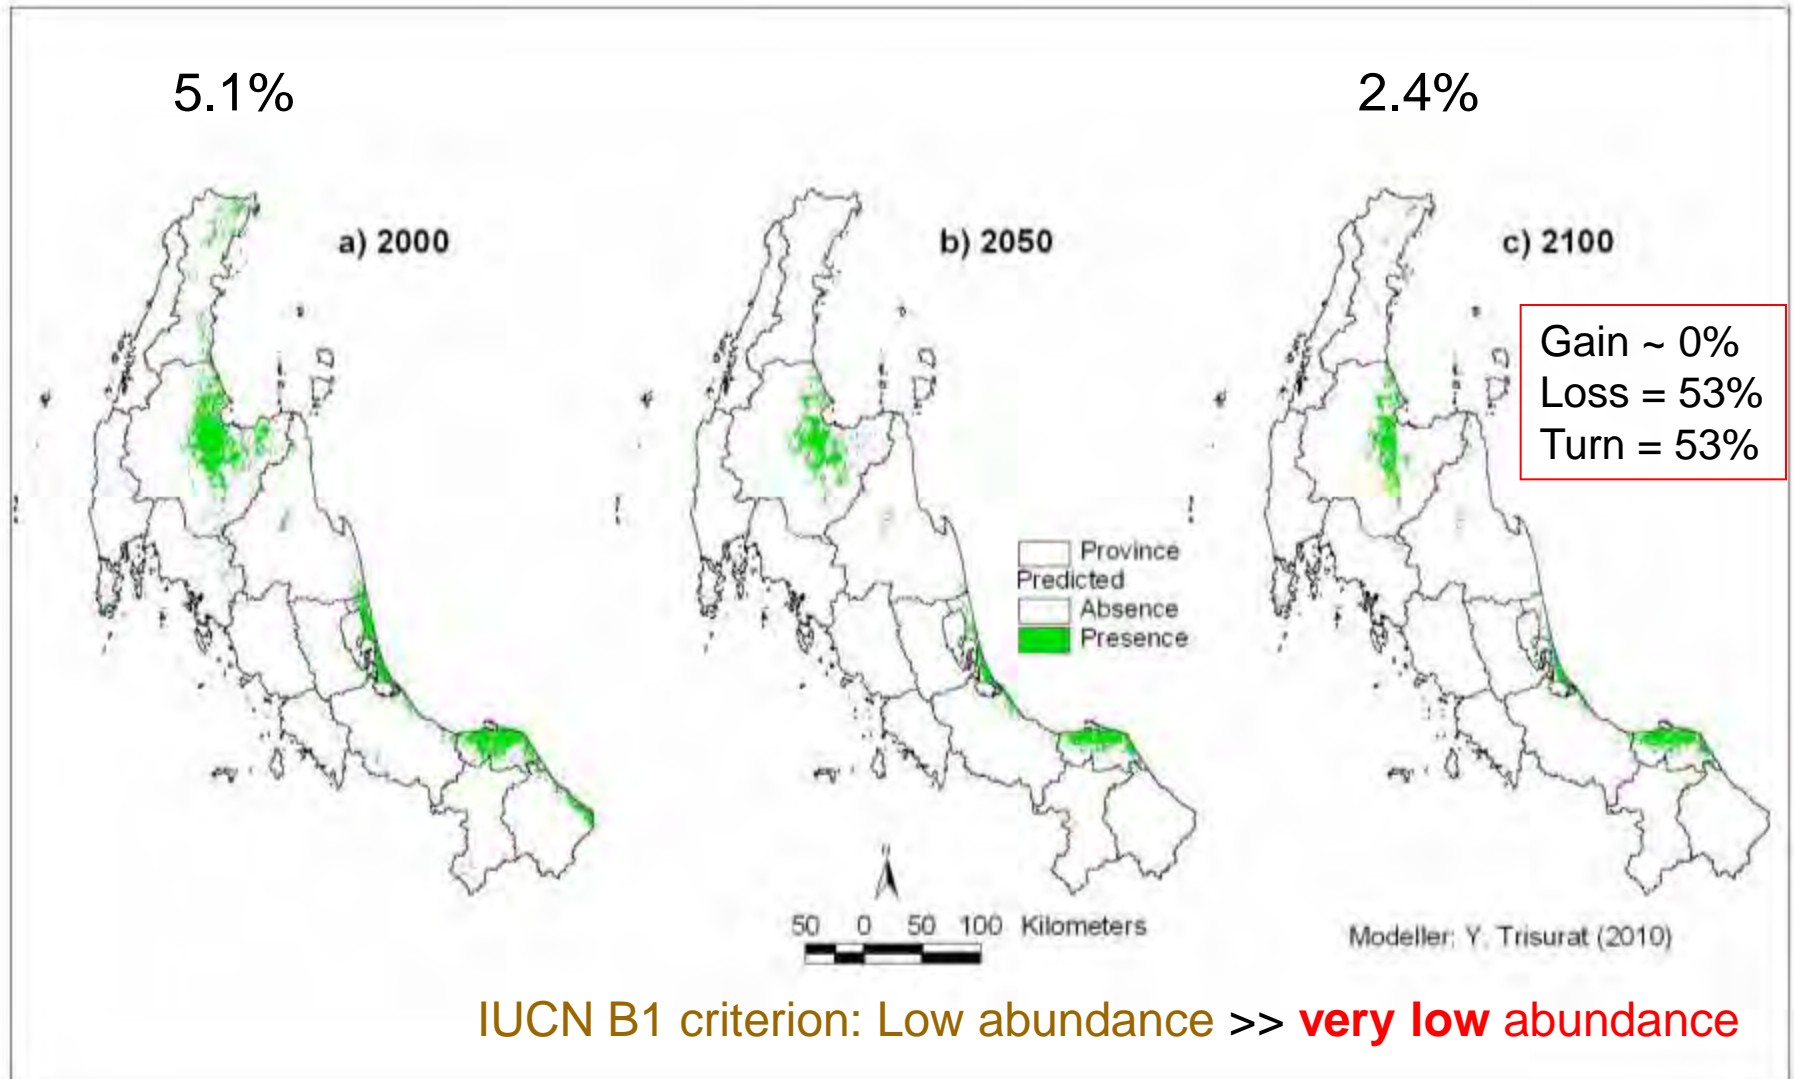 5.1%
2.4%
a) 2000
b) 2050
c) 2100
Gain ~ 0%
Loss = 53%
Turn = 53%
Province
Predicted
Absence
Presence
50 0 50 100 Kilometers
Modeller: Y. Trisurat (2010)
IUCN B1 criterion: Low abundance >> very low abundance